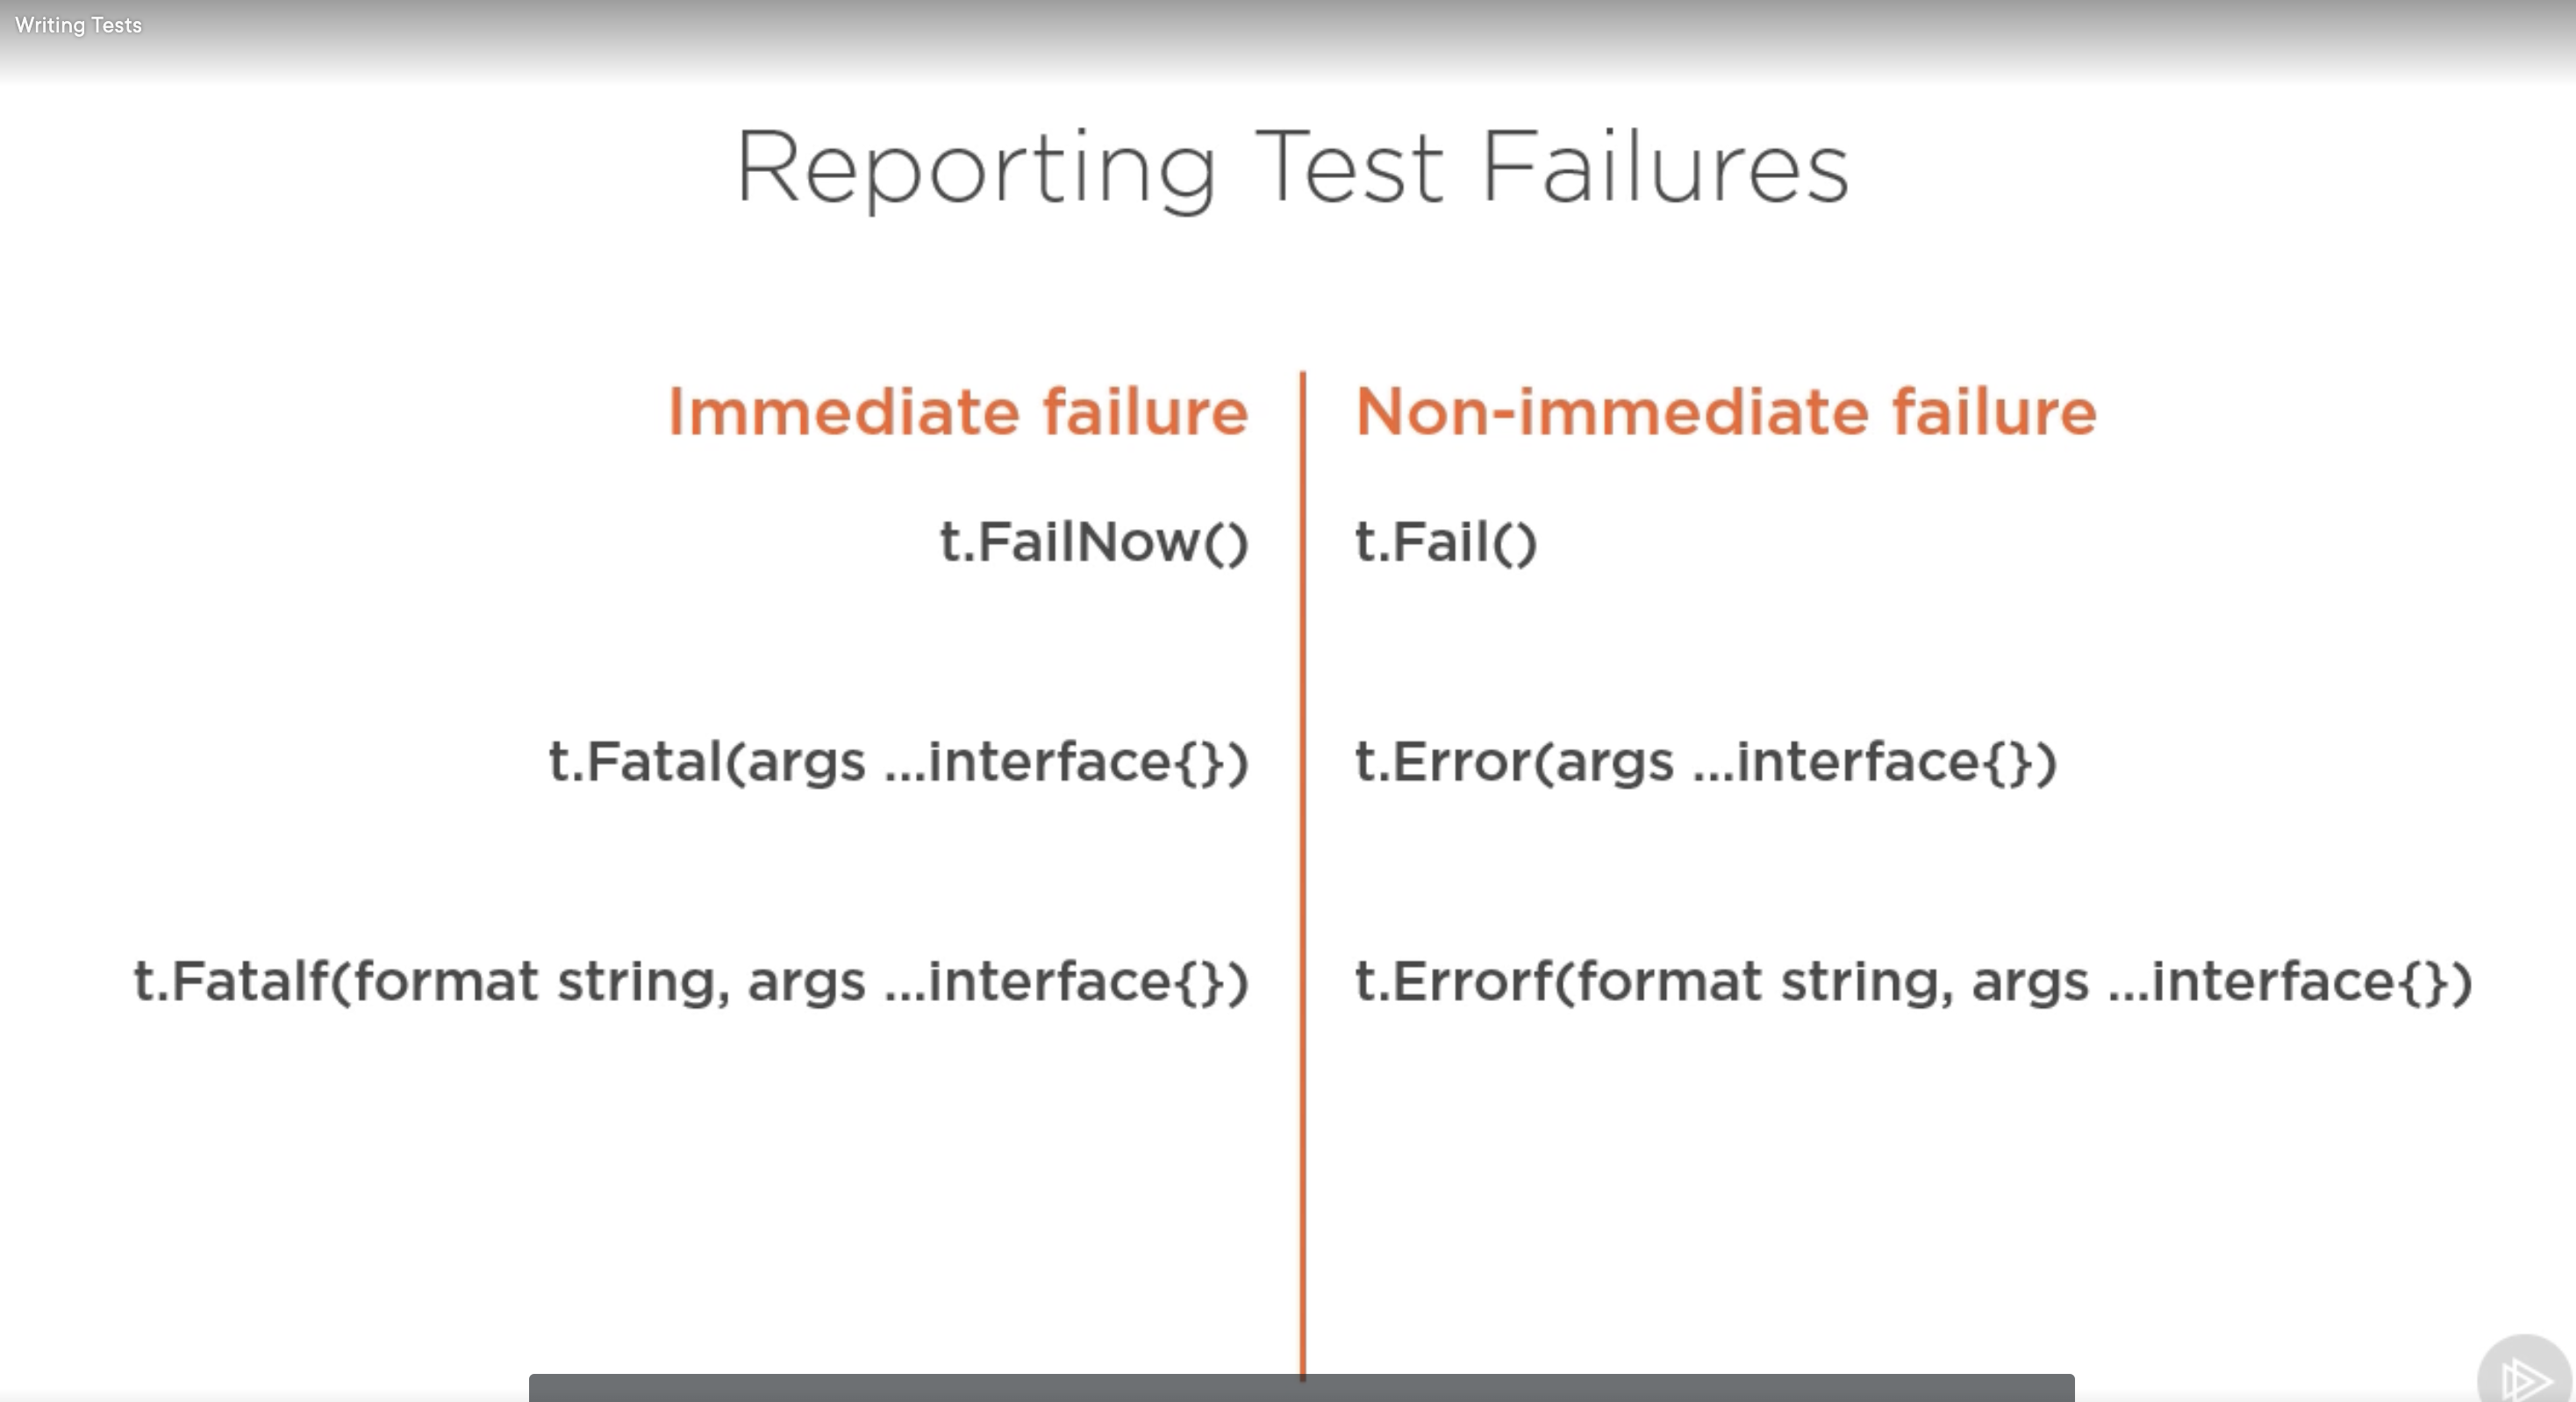 Writing Tests
Reporting Test Failures
Immediate failure
t.FailNow()
t.Fatal(args ...interface{})
t.Fatalf(format string, args ...interface{})
Non-immediate failure
t.Fail()
t.Error(args ...interface{})
t.Errorf(format string, args ...interface{})